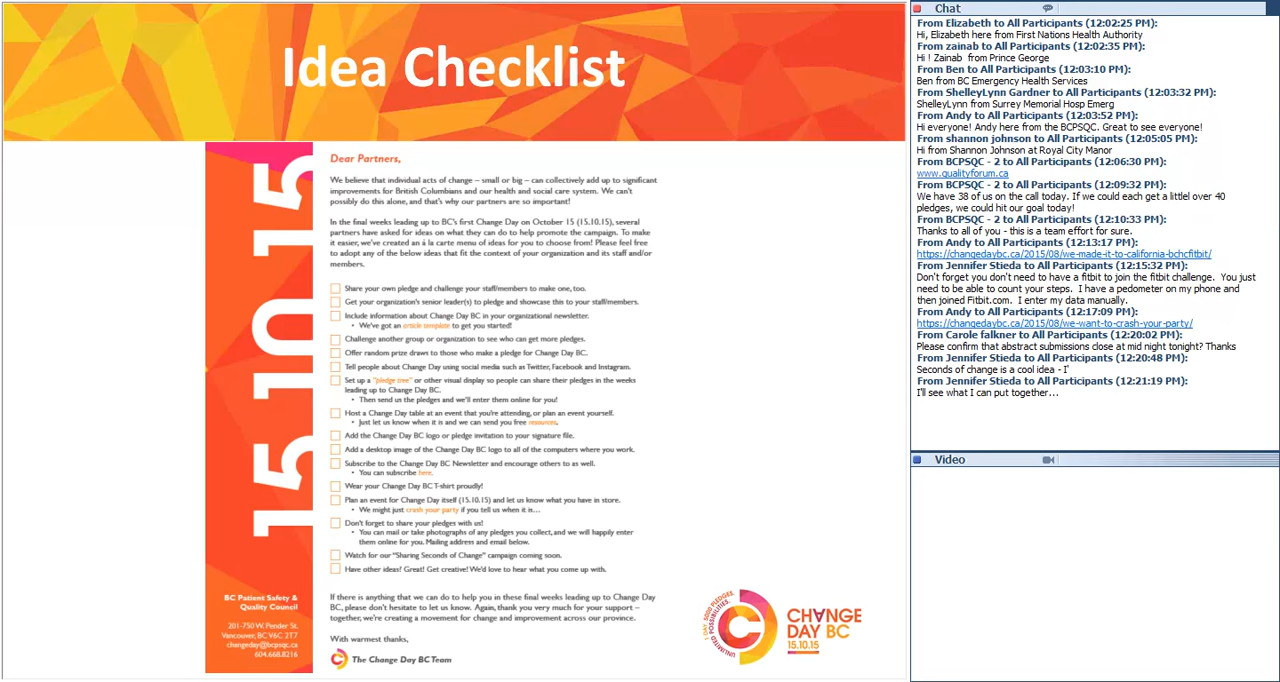 Idea Checklist
15.10.15
Dear Partners,
We believe that individual acts of change – small or big – can collectively add up to significant
improvements for British Columbians and our health and social care system. We can't
possibly do this alone, and that's why our partners are so important!
In the final weeks leading up to BC's first Change Day on October 15 (15.10.15), several
partners have asked for ideas on what they can do to help promote the campaign. To make
it easier, we've created an á la carte menu of ideas for you to choose from! Please feel free
to adopt any of the below ideas that fit the context of your organization and its staff and/or
members.
Share your own pledge and challenge your staff/members to make one, too.
Get your organization's senior leader(s) to pledge and showcase this to your staff/members.
Include information about Change Day BC in your organizational newsletter.
• We've got an article template to get you started!
Challenge another group or organization to see who can get more pledges.
Offer random prize draws to those who make a pledge for Change Day BC.
Tell people about Change Day using social media such as Twitter, Facebook and Instagram.
Set up a "pledge tree" or other visual display so people can share their pledges in the weeks
leading up to Change Day BC.
• Then send us the pledges and we'll enter them online for you!
Host a Change Day table at an event that you're attending, or plan an event yourself.
• Just let us know when it is and we can send you free resources.
Add the Change Day BC logo or pledge invitation to your signature file.
Add a desktop image of the Change Day BC logo to all of the computers where you work.
Subscribe to the Change Day BC Newsletter and encourage others to as well.
• You can subscribe here.
Wear your Change Day BC T-shirt proudly!
Plan an event for Change Day itself (15.10.15) and let us know what you have in store.
• We might just crash your party if you tell us when it is...
Don't forget to share your pledges with us!
• You can mail or take photographs of any pledges you collect, and we will happily enter
them online for you. Mailing address and email below.
Watch for our "Sharing Seconds of Change" campaign coming soon.
Have other ideas? Great! Get creative! We'd love to hear what you come up with.
If there is anything that we can do to help you in these final weeks leading up to Change Day
BC, please don't hesitate to let us know. Again, thank you very much for your support –
together, we're creating a movement for change and improvement across our province.
With warmest thanks,
The Change Day BC Team
BC Patient Safety &
Quality Council
201-750 W. Pender St.
Vancouver, BC V6C 2T7
changeday@bcpsqc.ca
604.668.8216
1 DAY. 5000 PLEDGES.
UNLIMITED POSSIBILITIES.
CHANGE
DAY BC
15.10.15
Chat
From Elizabeth to All Participants (12:02:25 PM):
Hi, Elizabeth here from First Nations Health Authority
From zainab to All Participants (12:02:35 PM):
Hi ! Zainab from Prince George
From Ben to All Participants (12:03:10 PM):
Ben from BC Emergency Health Services
From ShelleyLynn Gardner to All Participants (12:03:32 PM):
ShelleyLynn from Surrey Memorial Hosp Emerg
From Andy to All Participants (12:03:52 PM):
Hi everyone! Andy here from the BCPSQC. Great to see everyone!
From shannon johnson to All Participants (12:05:05 PM):
Hi from Shannon Johnson at Royal City Manor
From BCPSQC - 2 to All Participants (12:06:30 PM):
www.qualityforum.ca
From BCPSQC - 2 to All Participants (12:09:32 PM):
We have 38 of us on the call today. If we could each get a littlel over 40
pledges, we could hit our goal today!
From BCPSQC - 2 to All Participants (12:10:33 PM):
Thanks to all of you - this is a team effort for sure.
From Andy to All Participants (12:13:17 PM):
https://changedaybc.ca/2015/08/we-made-it-to-california-bchcfitbit/
From Jennifer Stieda to All Participants (12:15:32 PM):
Don't forget you don't need to have a fitbit to join the fitbit challenge. You just
need to be able to count your steps. I have a pedometer on my phone and
then joined Fitbit.com. I enter my data manually.
From Andy to All Participants (12:17:09 PM):
https://changedaybc.ca/2015/08/we-want-to-crash-your-party/
From Carole falkner to All Participants (12:20:02 PM):
Please confirm that abstract submissions close at mid night tonight? Thanks
From Jennifer Stieda to All Participants (12:20:48 PM):
Seconds of change is a cool idea - I'
From Jennifer Stieda to All Participants (12:21:19 PM):
I'll see what I can put together...
Video